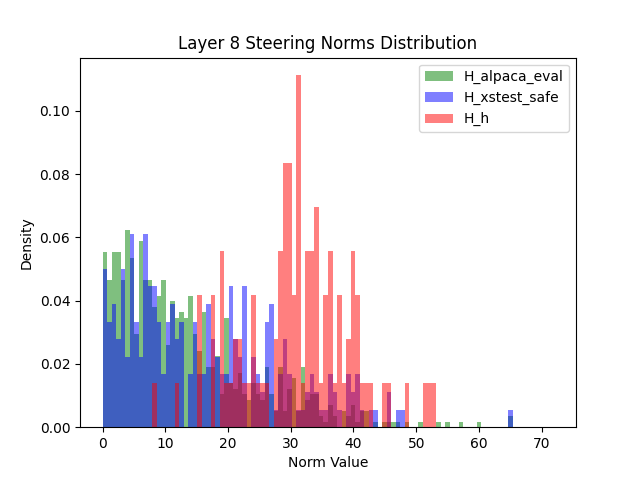 Layer 8 Steering Norms Distribution
H_alpaca_eval
H_xstest_safe
H_h
0.10
0.08
0.06
0.04
0.02
0.00
Density
0 10 20 30 40 50 60 70
Norm Value